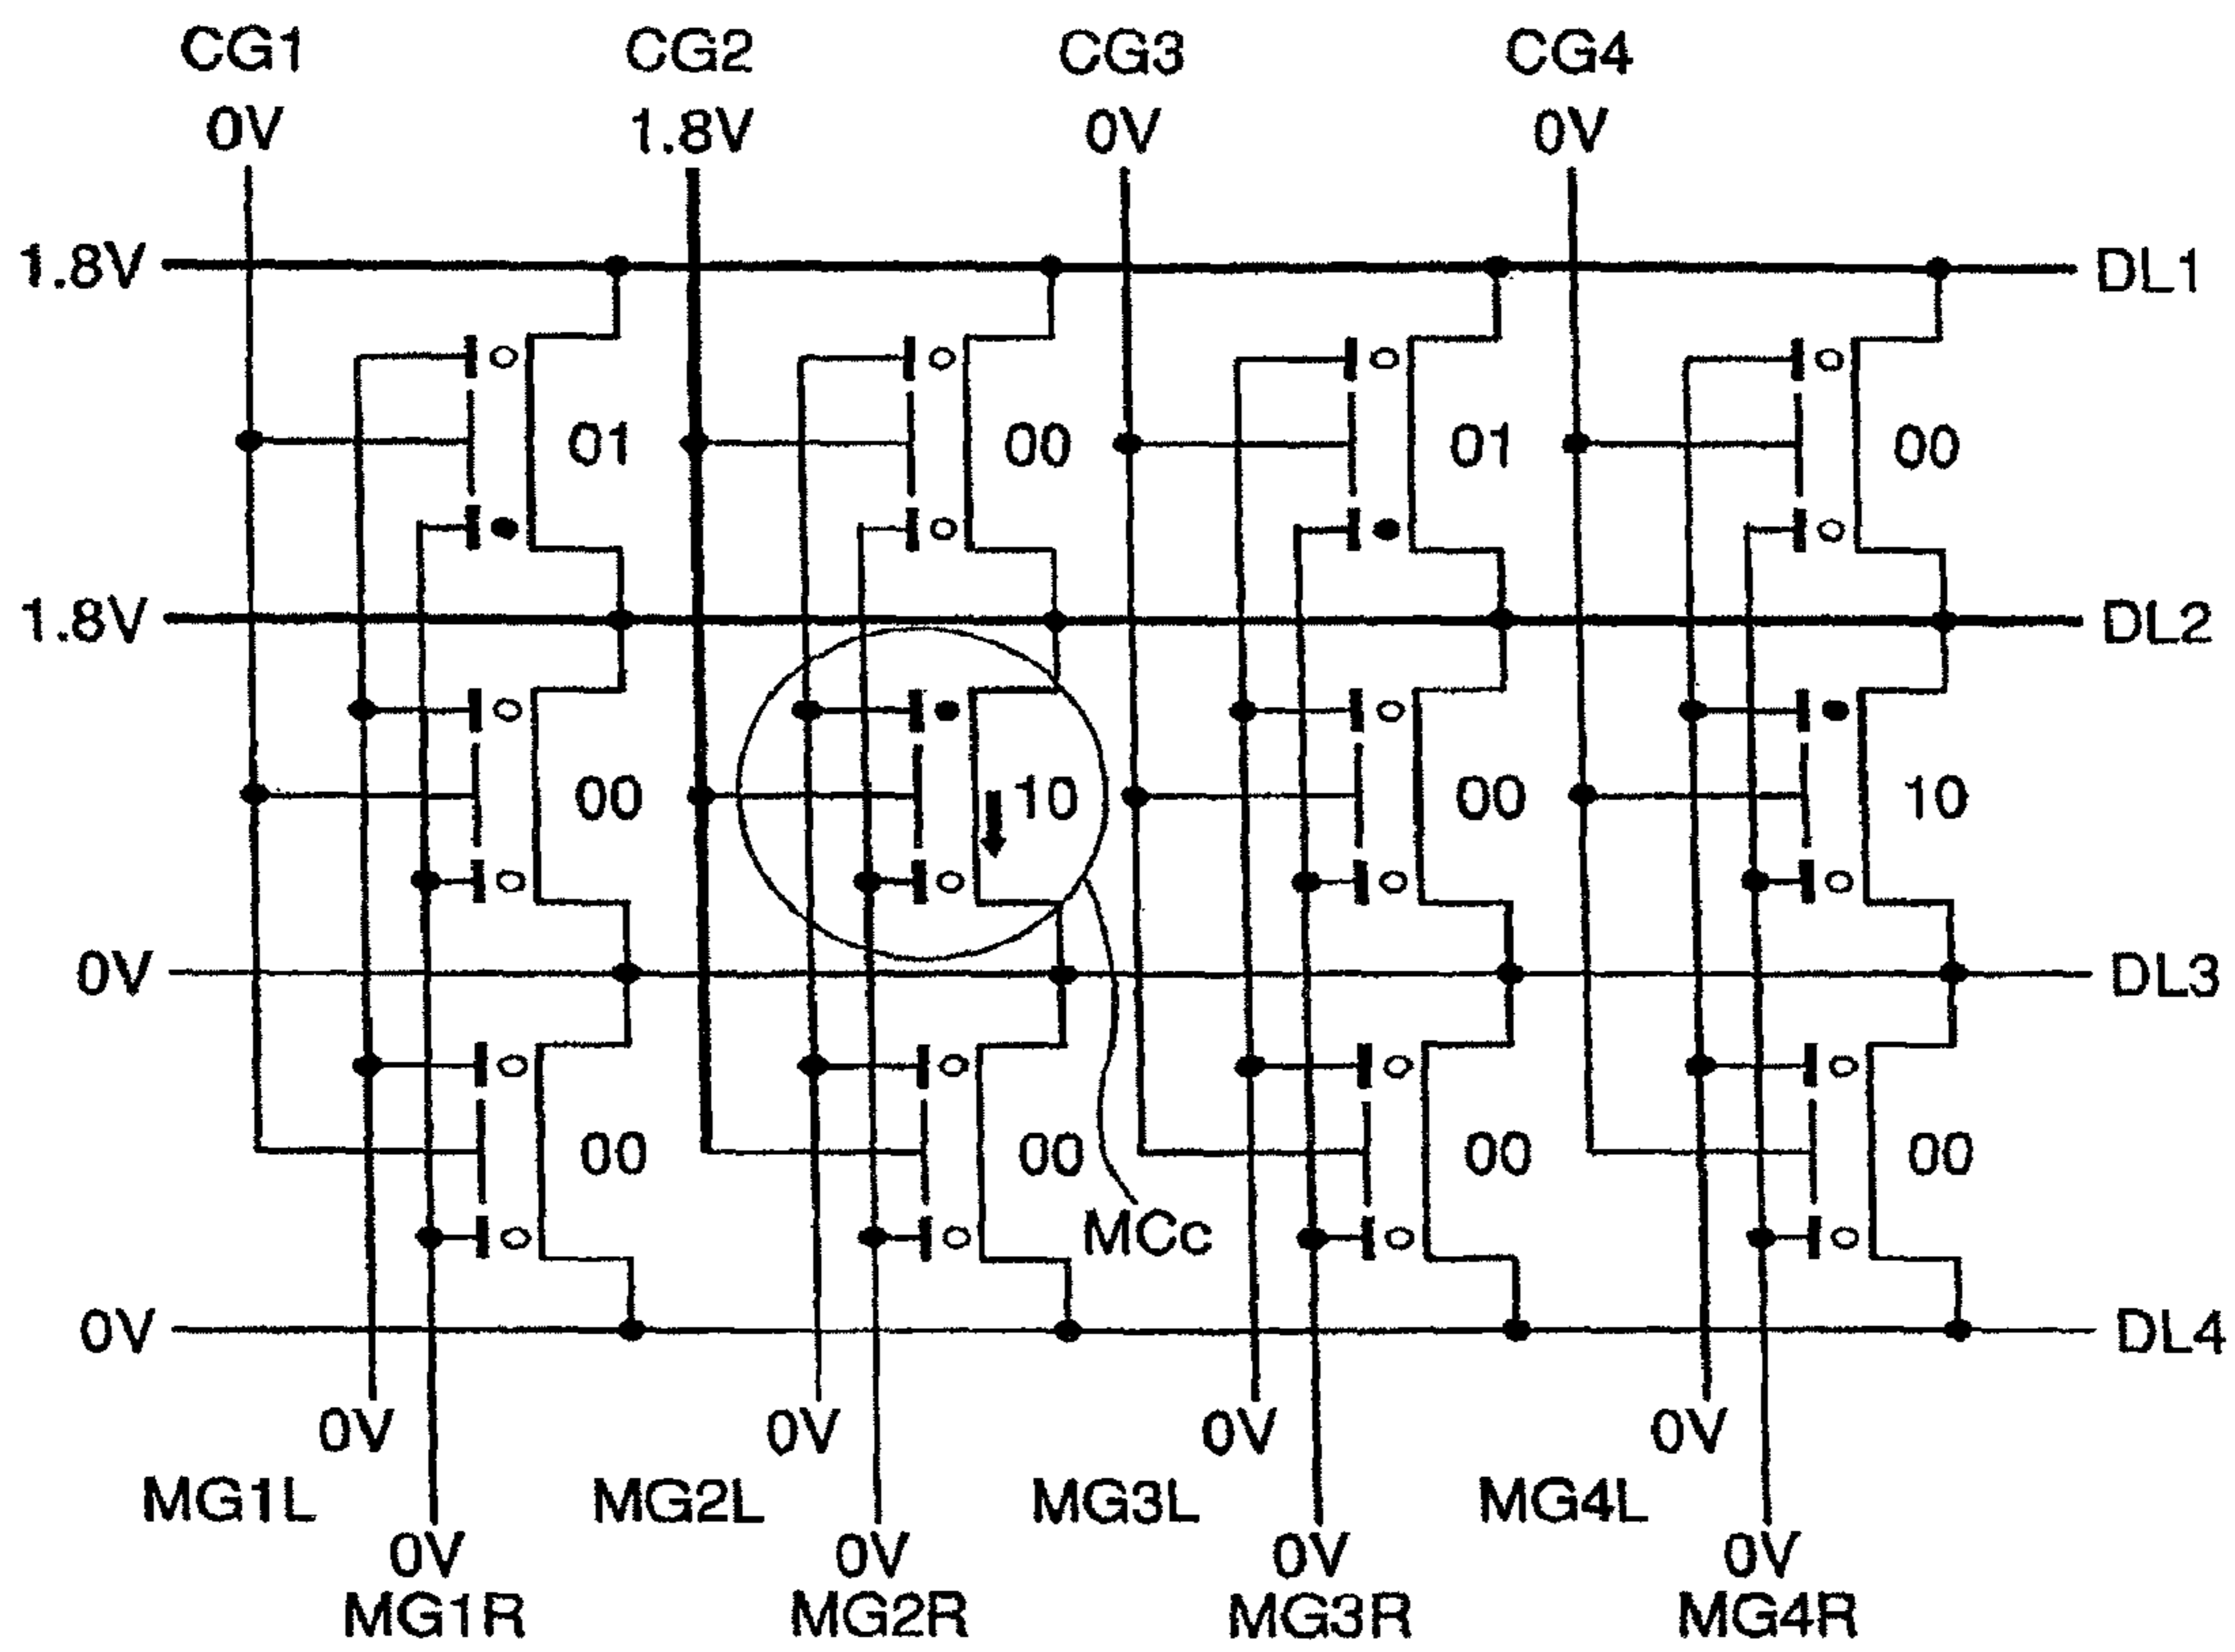 CG1 CG2 CG3 CG4
0V 1.8V 0V 0V
1.8V DL1
01 00 01 00
1.8V DL2
00 10 00 10
0V DL3
00 00 00 00
MCc
0V DL4
0V 0V 0V 0V
MG1L MG2L MG3L MG4L
0V 0V 0V 0V
MG1R MG2R MG3R MG4R